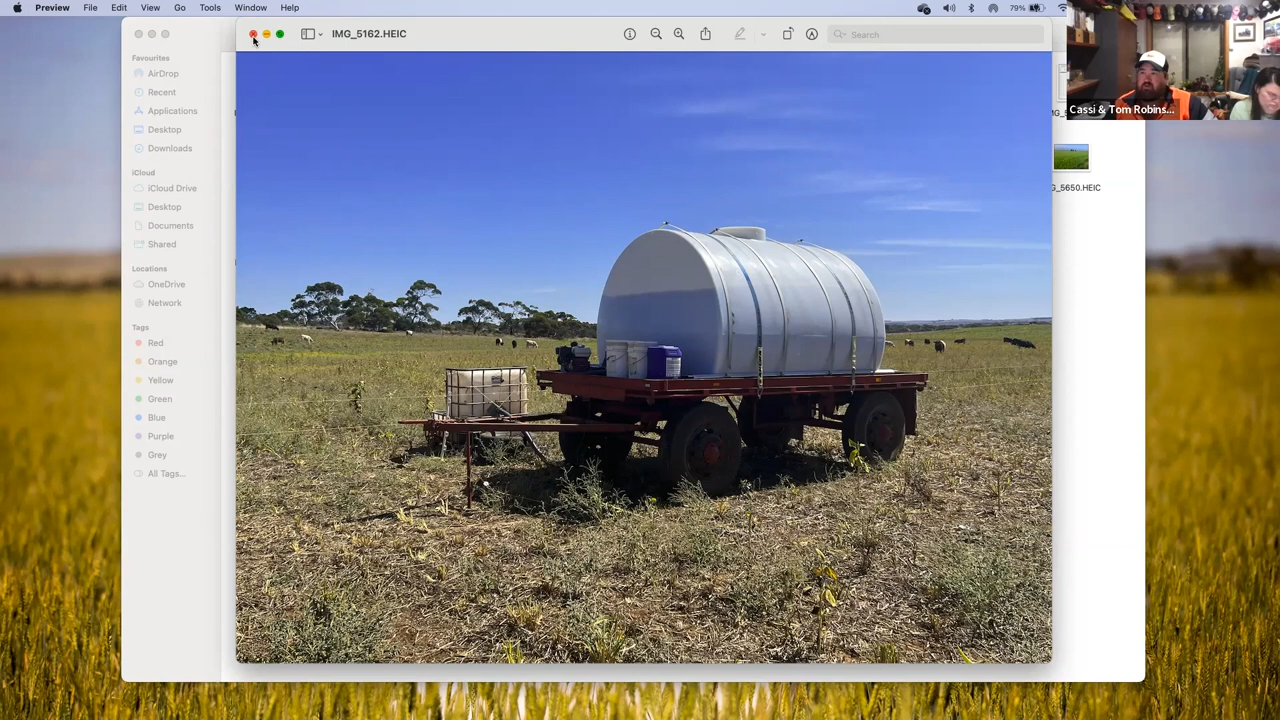 Preview File Edit View Go Tools Window Help
79%
IMG_5162.HEIC
Search
Favourites
AirDrop
Recent
Applications
Desktop
Downloads
iCloud
iCloud Drive
Desktop
Documents
Shared
Locations
OneDrive
Network
Tags
Red
Orange
Yellow
Green
Blue
Purple
Grey
All Tags...
Cassi & Tom Robins...
G_5650.HEIC